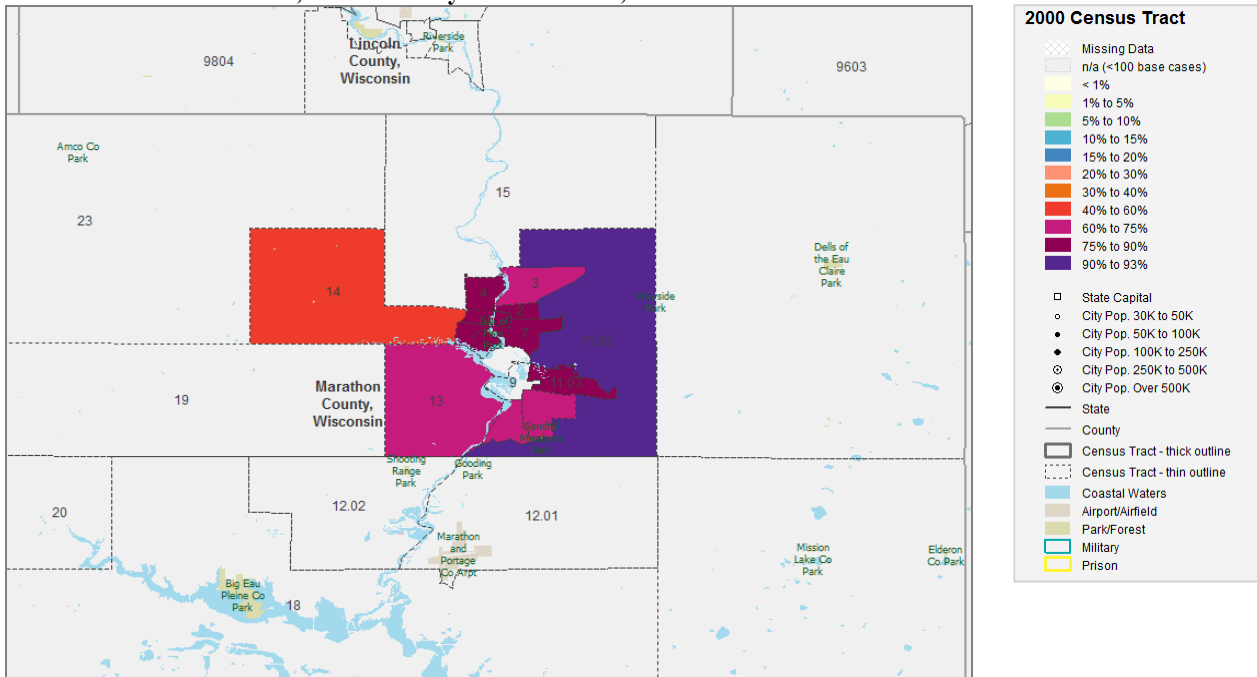 Lincoln
County,
Wisconsin
Riverside
Park
9804
9603
Amco Co
Park
15
23
Dells of
the Eau
Claire
Park
14
3
4
7
Park
9
11.03
Marathon
County,
Wisconsin
19
13
Shooting
Range
Park
Gooding
Park
20
12.02
12.01
Marathon
and
Portage
Co Arpt
Mission
Lake Co
Park
Elderon
Co Park
Big Eau
Pleine Co
Park
18
2000 Census Tract
Missing Data
n/a (<100 base cases)
< 1%
1% to 5%
5% to 10%
10% to 15%
15% to 20%
20% to 30%
30% to 40%
40% to 60%
60% to 75%
75% to 90%
90% to 93%
State Capital
City Pop. 30K to 50K
City Pop. 50K to 100K
City Pop. 100K to 250K
City Pop. 250K to 500K
City Pop. Over 500K
State
County
Census Tract - thick outline
Census Tract - thin outline
Coastal Waters
Airport/Airfield
Park/Forest
Military
Prison